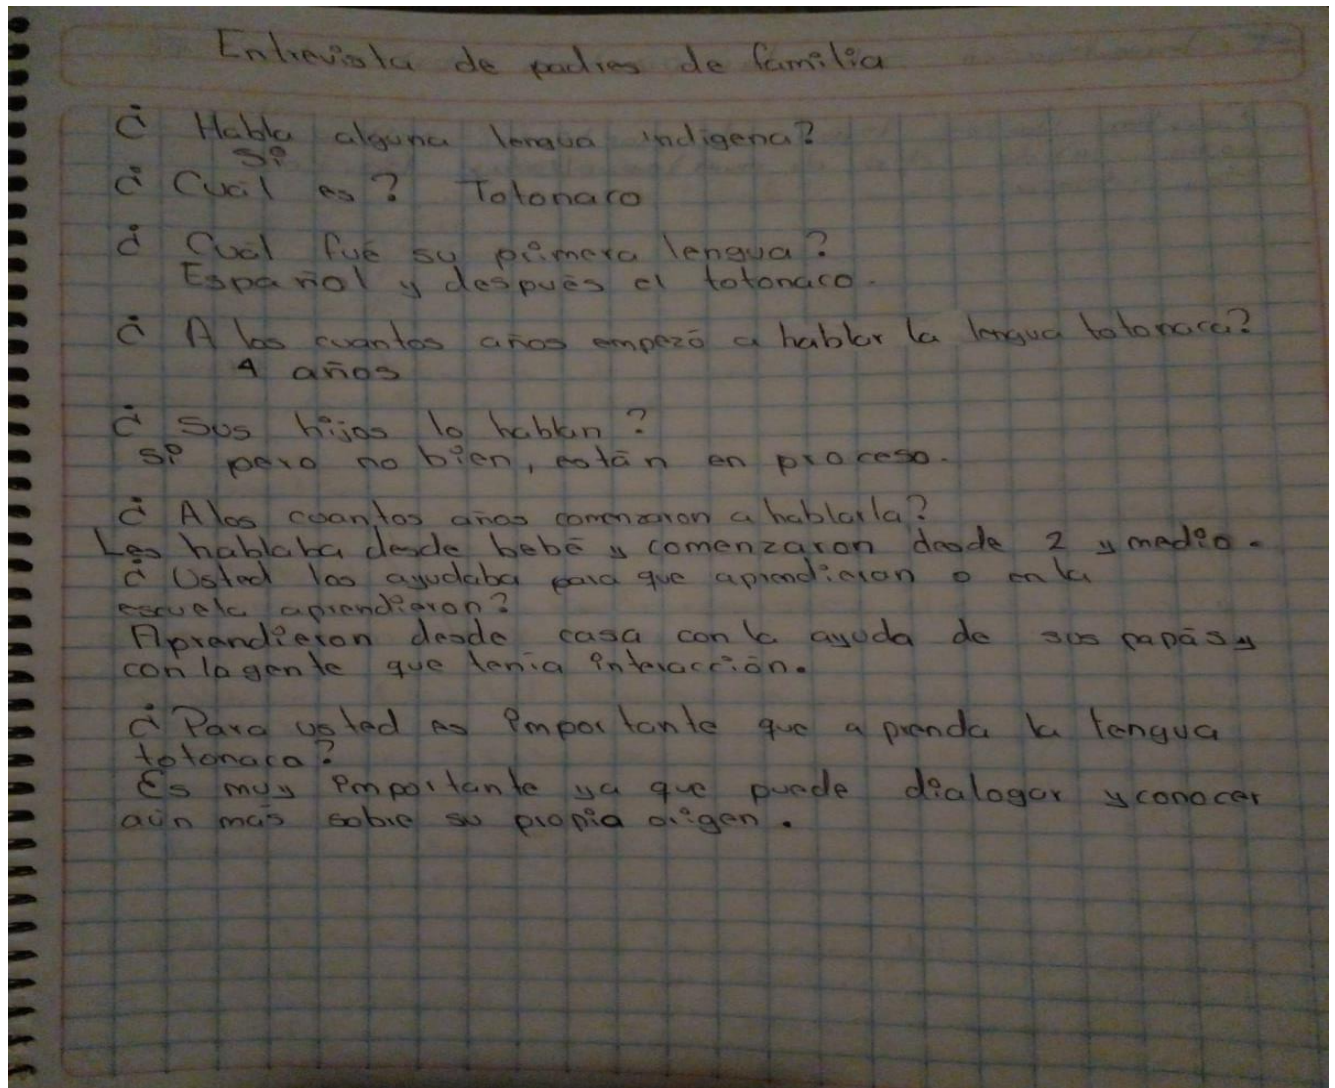 Entrevista de padres de familia
¿ Habla alguna lengua indigena?
Si
¿ Cuál es? Totonaco
¿ Cuál fué su primera lengua?
Español y después el totonaco.
¿ A los cuantos años empezó a hablar la lengua totonaca?
4 años
¿ Sus hijos lo hablan?
Si pero no bien, están en proceso.
¿ A los cuantos años comenzaron a hablarla?
Les hablaba desde bebé y comenzaron desde 2 y medio.
¿ Usted los ayudaba para que aprendieran o en la
escuela aprendieron?
Aprendieron desde casa con la ayuda de sus papás y
con la gente que tenía interacción.
¿ Para usted es importante que aprenda la lengua
totonaca?
Es muy importante ya que puede dialogar y conocer
aún más sobre su propia origen.